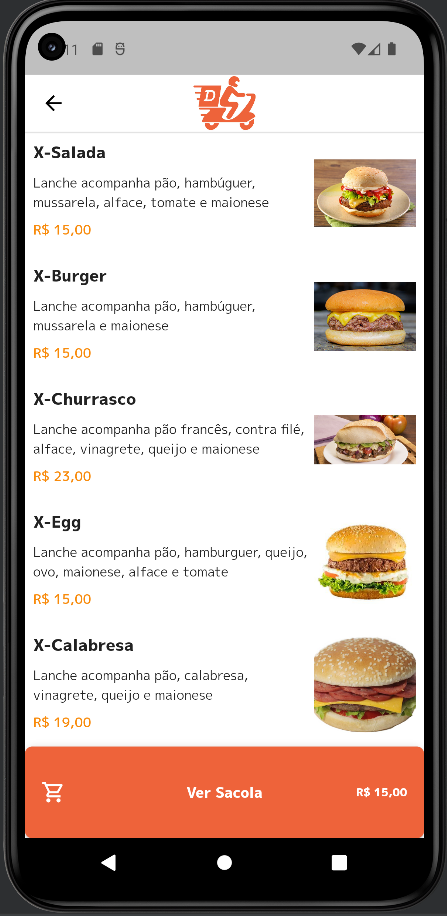 11
D
X-Salada
Lanche acompanha pão, hambúguer,
mussarela, alface, tomate e maionese
R$ 15,00
X-Burger
Lanche acompanha pão, hambúguer,
mussarela e maionese
R$ 15,00
X-Churrasco
Lanche acompanha pão francês, contra filé,
alface, vinagrete, queijo e maionese
R$ 23,00
X-Egg
Lanche acompanha pão, hamburguer, queijo,
ovo, maionese, alface e tomate
R$ 15,00
X-Calabresa
Lanche acompanha pão, calabresa,
vinagrete, queijo e maionese
R$ 19,00
Ver Sacola R$ 15,00